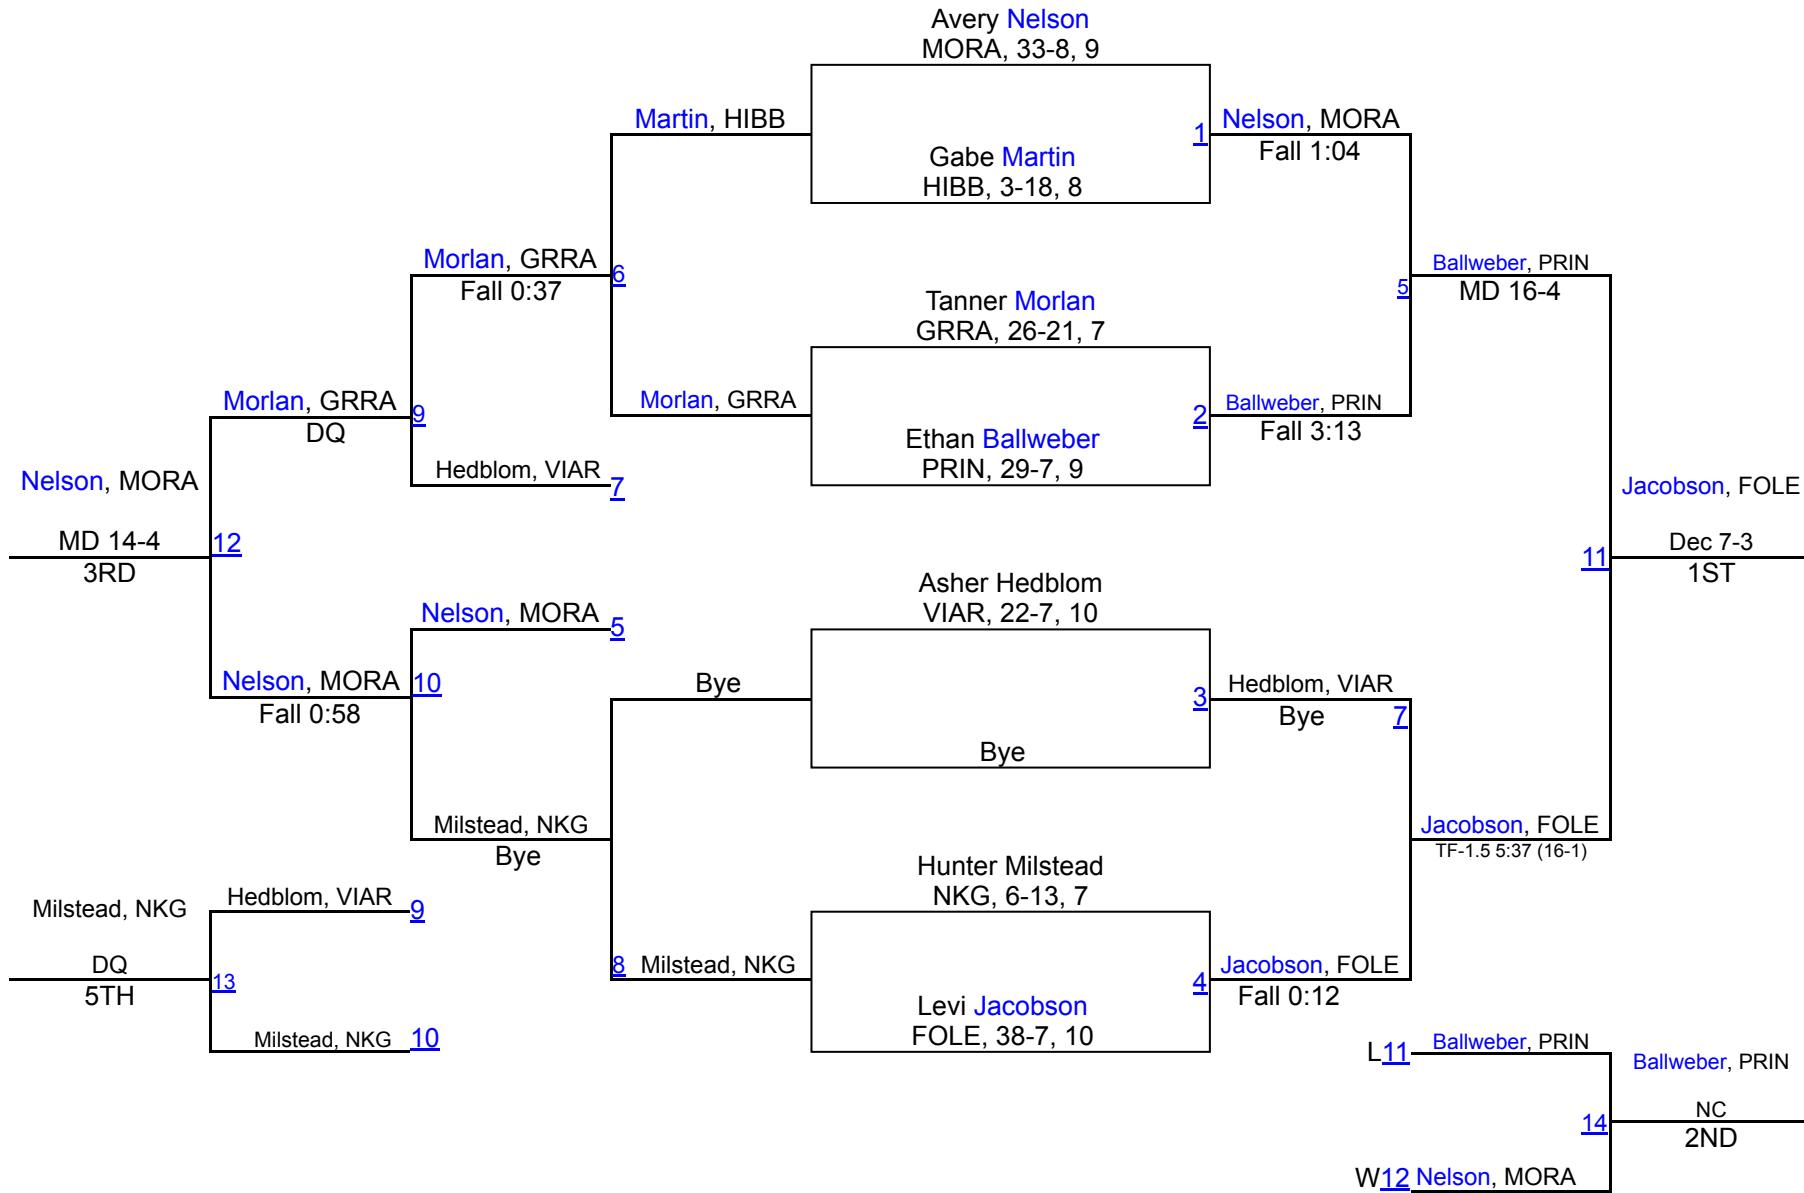 Avery Nelson
MORA, 33-8, 9
Martin, HIBB
1
Nelson, MORA
Fall 1:04
Gabe Martin
HIBB, 3-18, 8
Morlan, GRRA
Fall 0:37
6
Ballweber, PRIN
MD 16-4
5
Tanner Morlan
GRRA, 26-21, 7
Morlan, GRRA
DQ
9
Morlan, GRRA
2
Ballweber, PRIN
Fall 3:13
Ethan Ballweber
PRIN, 29-7, 9
Hedblom, VIAR
7
Nelson, MORA
MD 14-4
3RD
12
Jacobson, FOLE
11
Dec 7-3
1ST
Asher Hedblom
VIAR, 22-7, 10
Nelson, MORA
5
Nelson, MORA
Fall 0:58
10
Bye
3
Hedblom, VIAR
Bye
7
Bye
Milstead, NKG
Bye
Jacobson, FOLE
TF-1.5 5:37 (16-1)
Hunter Milstead
NKG, 6-13, 7
Milstead, NKG
Hedblom, VIAR
9
DQ
5TH
13
8
Milstead, NKG
4
Jacobson, FOLE
Fall 0:12
Levi Jacobson
FOLE, 38-7, 10
Milstead, NKG
10
L11
Ballweber, PRIN
Ballweber, PRIN
14
NC
2ND
W12
Nelson, MORA